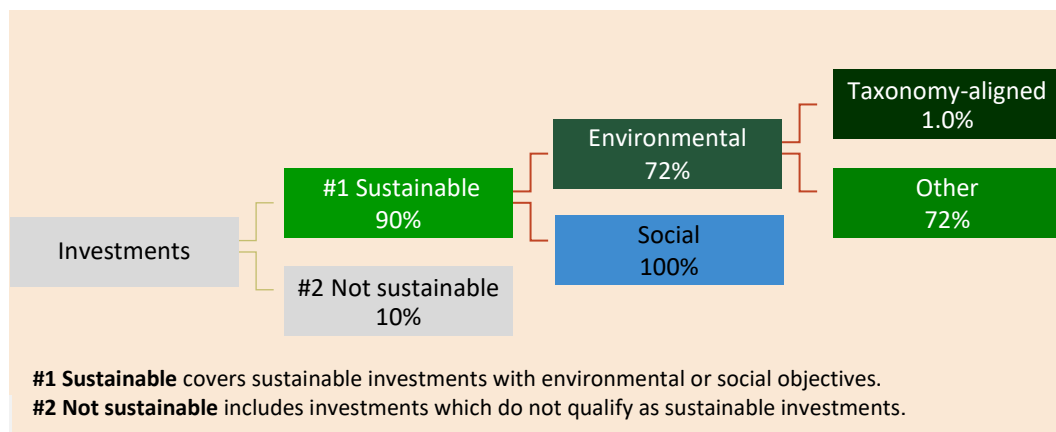 Taxonomy-aligned
1.0%
Environmental
72%
#1 Sustainable
90%
Other
72%
Social
100%
Investments
#2 Not sustainable
10%
#1 Sustainable covers sustainable investments with environmental or social objectives.
#2 Not sustainable includes investments which do not qualify as sustainable investments.